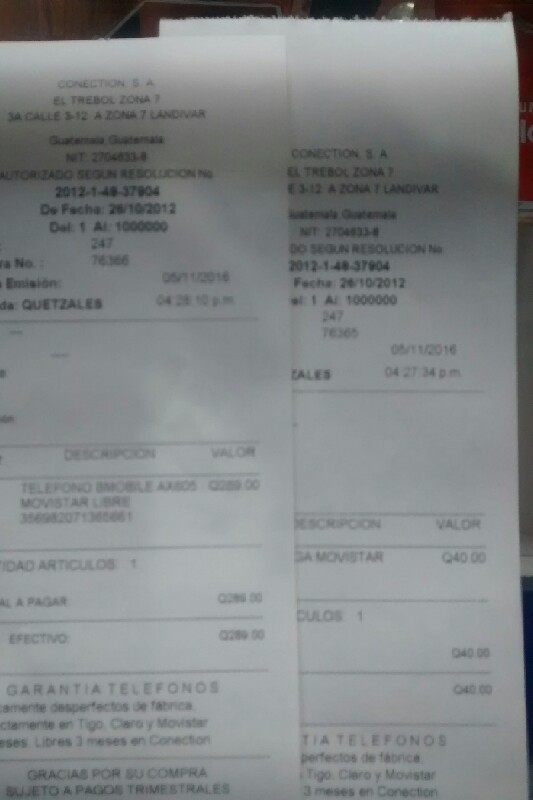 CONECTION, S. A.
EL TREBOL ZONA 7
3A CALLE 3-12 A ZONA 7 LANDIVAR
Guatemala, Guatemala
NIT: 2704633-8
AUTORIZADO SEGUN RESOLUCION No
2012-1-48-37904
De Fecha: 26/10/2012
Del: 1 Al: 1000000
247
ra No. : 76366
Emisión: 05/11/2016
da: QUETZALES 04:28:10 p.m
DESCRIPCION VALOR
TELEFONO BMOBILE AX605 Q289.00
MOVISTAR LIBRE
356982071365661
TIDAD ARTICULOS: 1
AL A PAGAR: Q289.00
EFECTIVO: Q289.00
GARANTIA TELEFONOS
camente desperfectos de fábrica.
ctamente en Tigo, Claro y Movistar
eses. Libres 3 meses en Conection
GRACIAS POR SU COMPRA
SUJETO A PAGOS TRIMESTRALES
CONECTION, S. A.
EL TREBOL ZONA 7
E 3-12 A ZONA 7 LANDIVAR
uatemala, Guatemala
NIT: 2704633-8
DO SEGUN RESOLUCION No
2012-1-48-37904
Fecha: 26/10/2012
el: 1 Al: 1000000
247
76365
05/11/2016
ZALES 04:27:34 p.m
DESCRIPCION VALOR
GA MOVISTAR Q40.00
CULOS: 1
Q40.00
Q40.00
TIA TELEFONOS
perfectos de fábrica.
Tigo, Claro y Movistar
3 meses en Conection